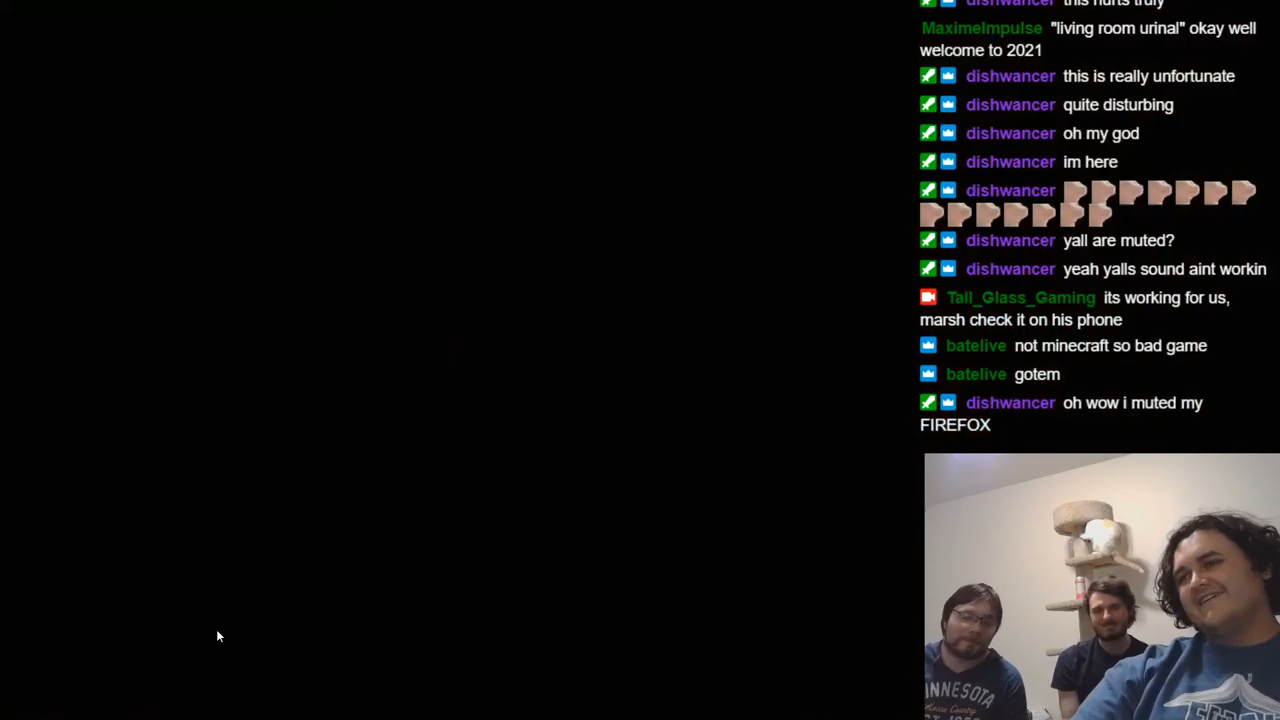 dishwancer this hurts truly
MaximeImpulse "living room urinal" okay well
welcome to 2021
dishwancer this is really unfortunate
dishwancer quite disturbing
dishwancer oh my god
dishwancer im here
dishwancer
dishwancer yall are muted?
dishwancer yeah yalls sound aint workin
Tall_Glass_Gaming its working for us,
marsh check it on his phone
batelive not minecraft so bad game
batelive gotem
dishwancer oh wow i muted my
FIREFOX
INNESOTA